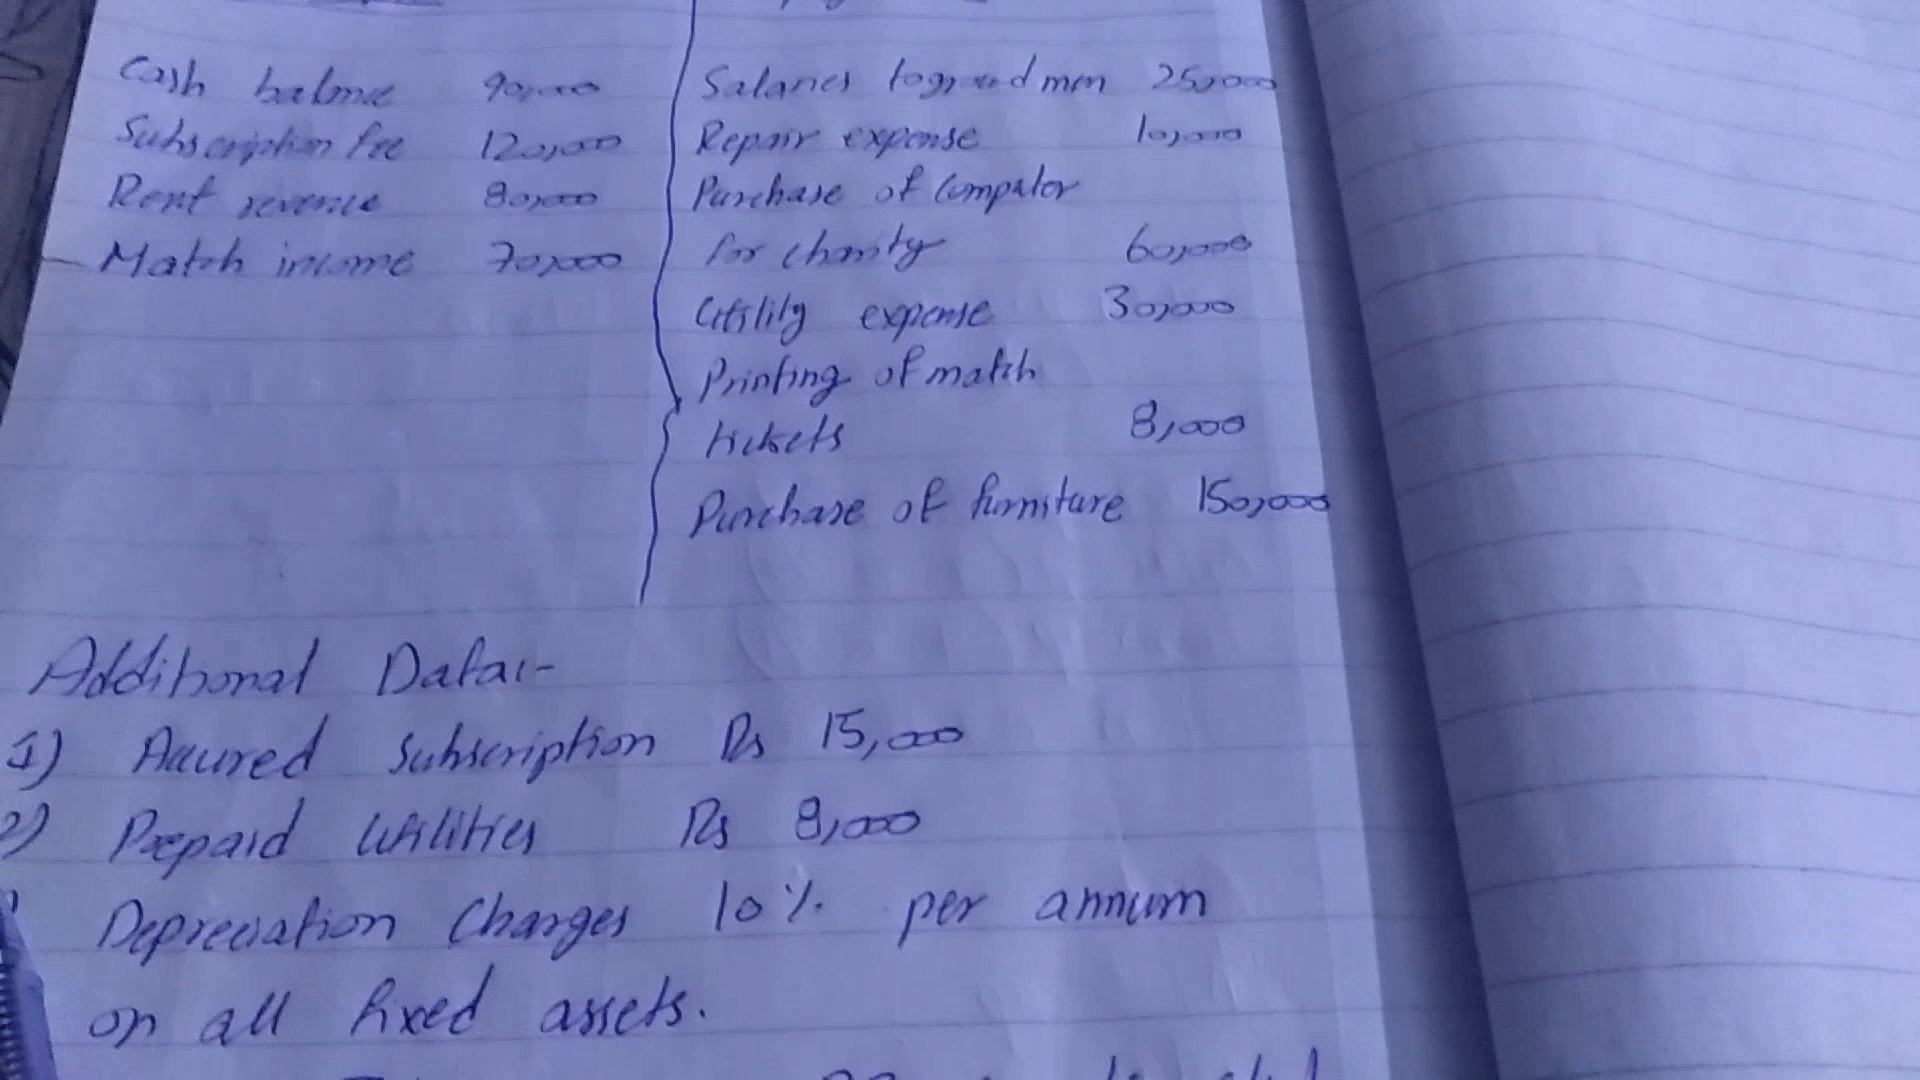 Cash balance 90,000
Subscription fee 120,000
Rent revenue 80,000
Match income 70,000
Salaries to ground men 25,000
Repair expense 10,000
Purchase of Computer
for charity 60,000
Utility expense 30,000
Printing of match
tickets 8,000
Purchase of furniture 150,000
Additional Data:-
1) Accured Subscription Rs 15,000
2) Prepaid Utilities Rs 8,000
Depreciation Charges 10% per annum
on all fixed assets.